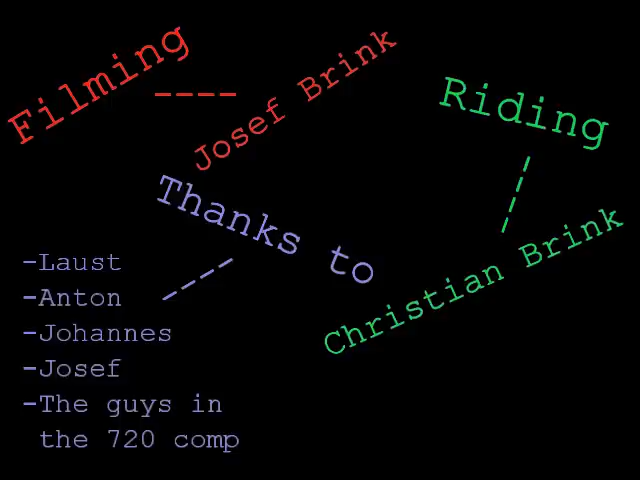 Filming
----
Josef Brink
Riding
----
Christian Brink
Thanks to
----
-Laust
-Anton
-Johannes
-Josef
-The guys in
the 720 comp